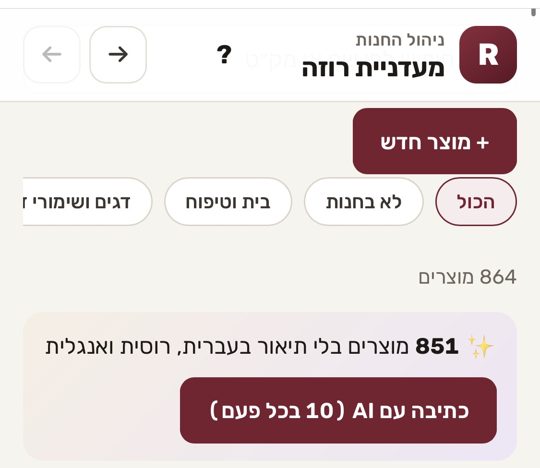 R
ניהול החנות
מעדניית רוזה
?
+ מוצר חדש
הכול
לא בחנות
בית וטיפוח
דגים ושימורי ד
864 מוצרים
✨ 851 מוצרים בלי תיאור בעברית, רוסית ואנגלית
כתיבה עם AI (10 בכל פעם)